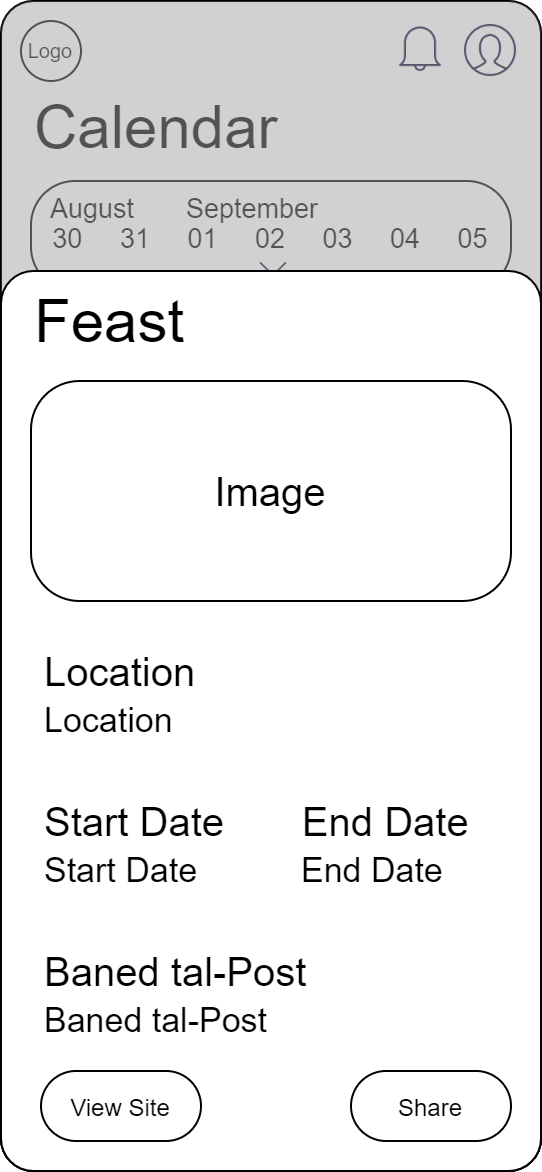 Logo
Calendar
August September
30 31 01 02 03 04 05
Feast
Image
Location
Location
Start Date End Date
Start Date End Date
Baned tal-Post
Baned tal-Post
View Site Share